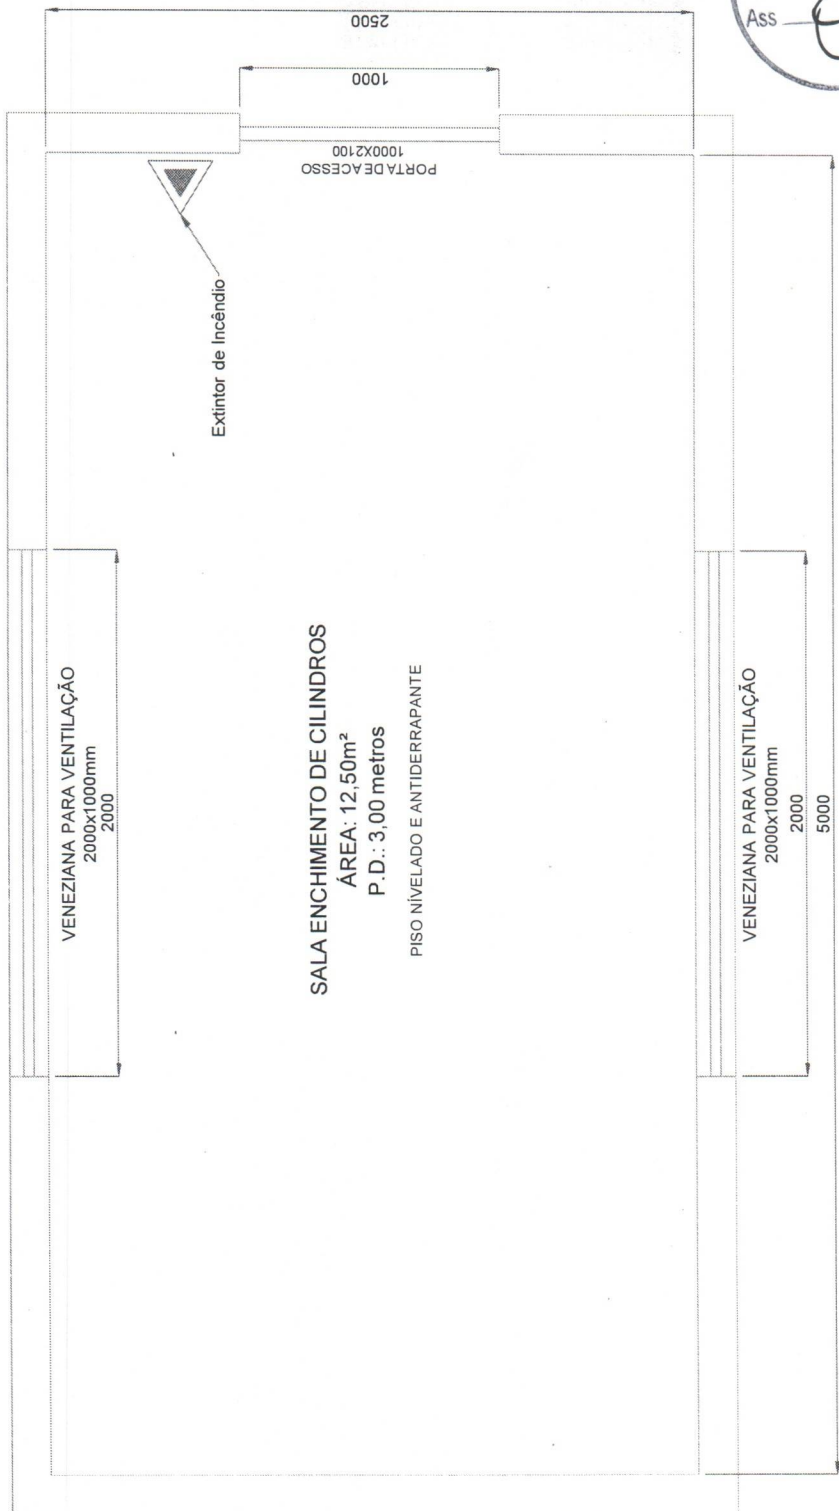 VENEZIANA PARA VENTILAÇÃO
2000x1000mm
2000
Extintor de Incêndio
PORTA DE ACESSO
1000X2100
1000
2500
SALA ENCHIMENTO DE CILINDROS
ÁREA: 12,50m²
P.D.: 3,00 metros
PISO NÍVELADO E ANTIDERRAPANTE
VENEZIANA PARA VENTILAÇÃO
2000x1000mm
2000
5000
Ass